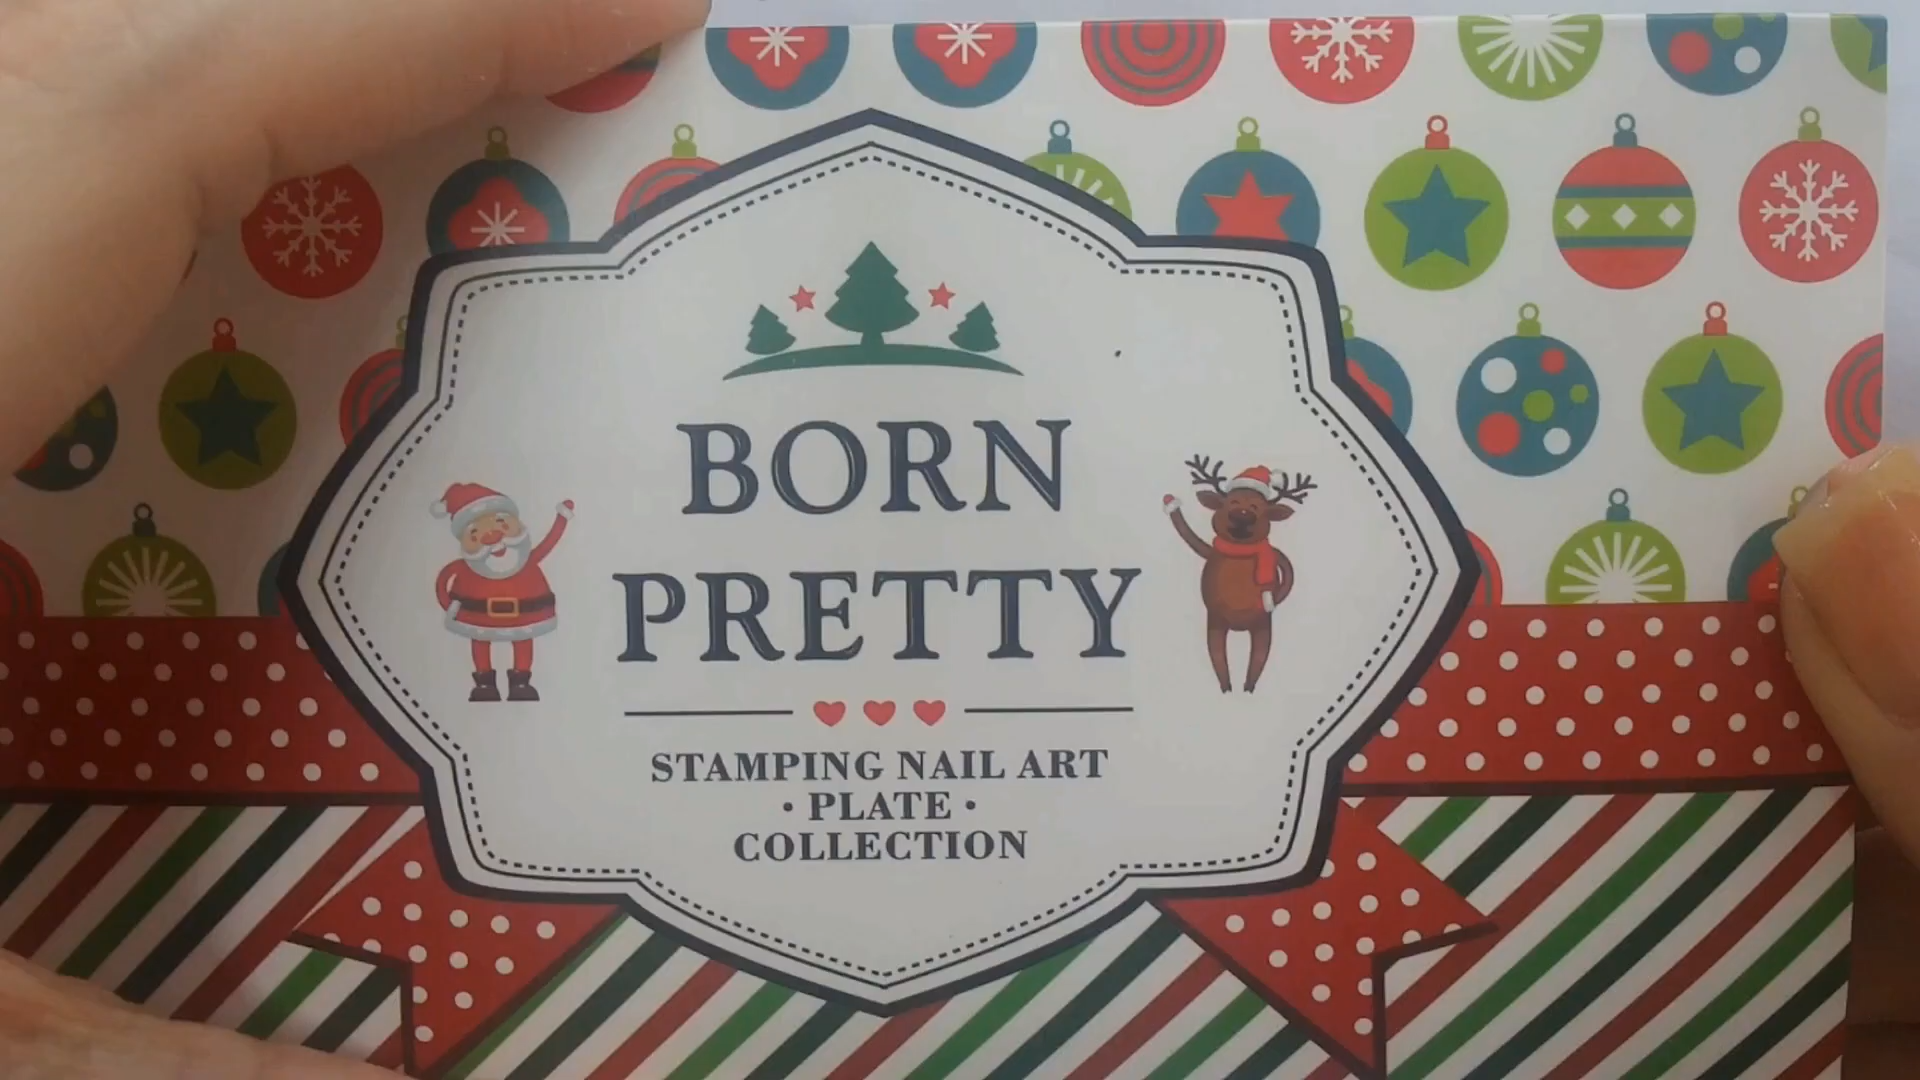 BORN
PRETTY
STAMPING NAIL ART
• PLATE •
COLLECTION